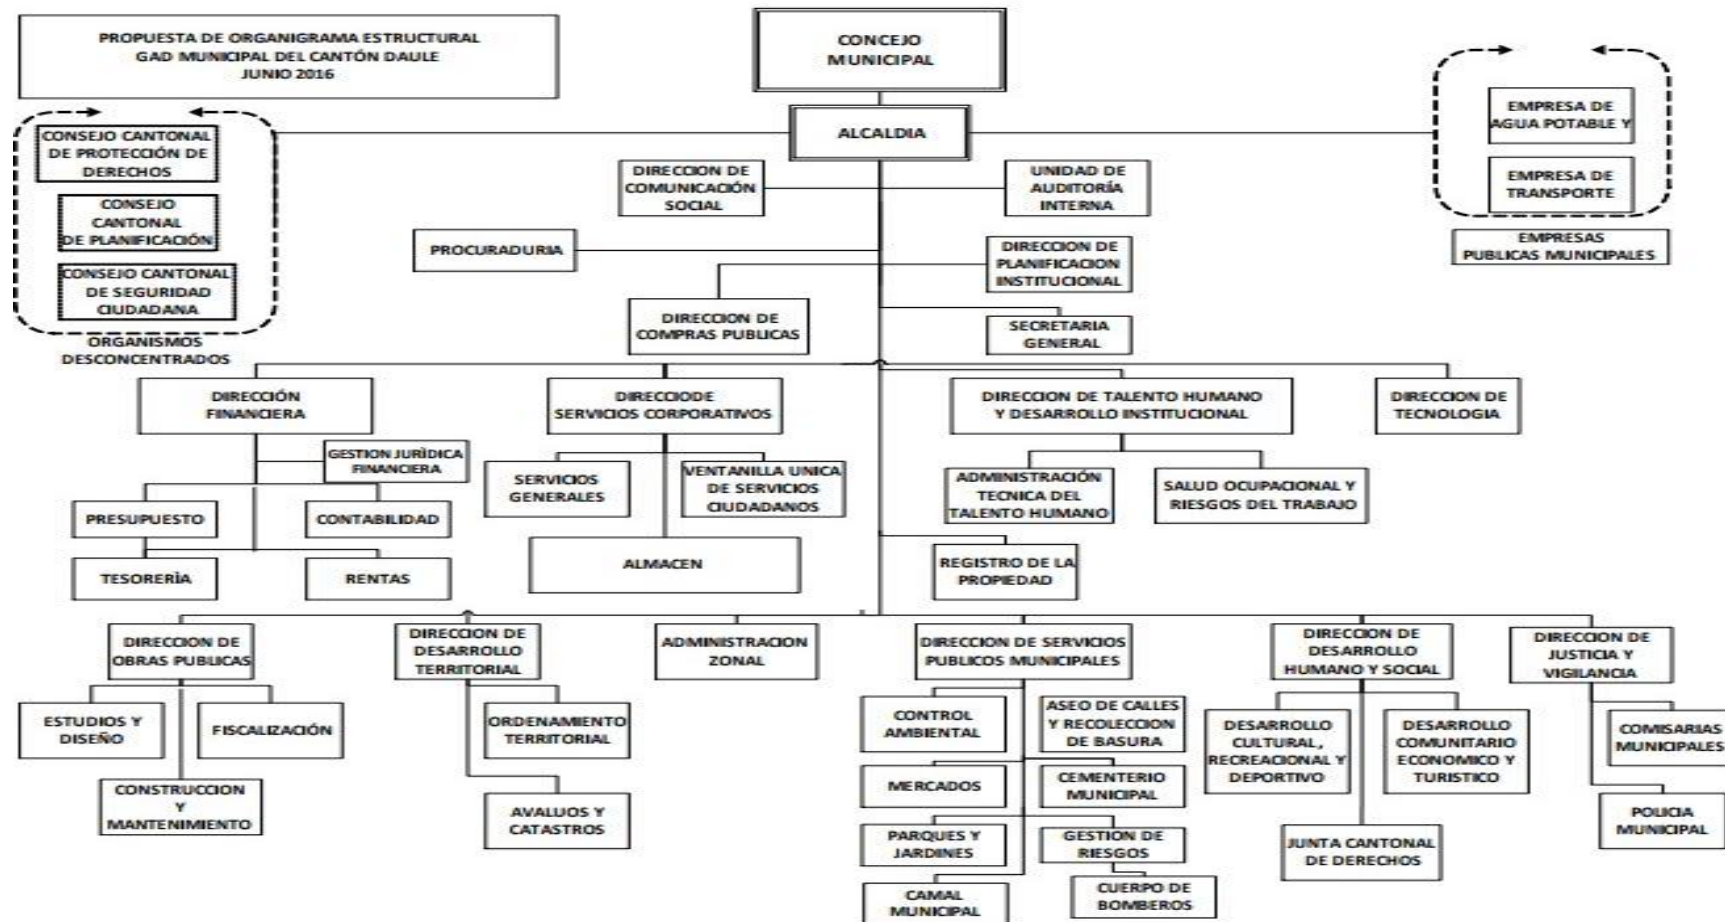 PROPUESTA DE ORGANIGRAMA ESTRUCTURAL
GAD MUNICIPAL DEL CANTÓN DAULE
JUNIO 2016
CONCEJO
MUNICIPAL
ALCALDIA
CONSEJO CANTONAL
DE PROTECCIÓN DE
DERECHOS
CONSEJO
CANTONAL
DE PLANIFICACIÓN
CONSEJO CANTONAL
DE SEGURIDAD
CIUDADANA
ORGANISMOS
DESCONCENTRADOS
EMPRESA DE
AGUA POTABLE Y
EMPRESA DE
TRANSPORTE
EMPRESAS
PUBLICAS MUNICIPALES
DIRECCION DE
COMUNICACIÓN
SOCIAL
UNIDAD DE
AUDITORÍA
INTERNA
PROCURADURIA
DIRECCION DE
PLANIFICACION
INSTITUCIONAL
DIRECCION DE
COMPRAS PUBLICAS
SECRETARIA
GENERAL
DIRECCIÓN
FINANCIERA
DIRECCIODE
SERVICIOS CORPORATIVOS
DIRECCION DE TALENTO HUMANO
Y DESARROLLO INSTITUCIONAL
DIRECCION DE
TECNOLOGIA
GESTION JURÌDICA
FINANCIERA
PRESUPUESTO
CONTABILIDAD
TESORERÌA
RENTAS
SERVICIOS
GENERALES
VENTANILLA UNICA
DE SERVICIOS
CIUDADANOS
ALMACEN
ADMINISTRACIÓN
TECNICA DEL
TALENTO HUMANO
SALUD OCUPACIONAL Y
RIESGOS DEL TRABAJO
REGISTRO DE LA
PROPIEDAD
DIRECCION DE
OBRAS PUBLICAS
DIRECCION DE
DESARROLLO
TERRITORIAL
ADMINISTRACION
ZONAL
DIRECCION DE SERVICIOS
PUBLICOS MUNICIPALES
DIRECCION DE
DESARROLLO
HUMANO Y SOCIAL
DIRECCION DE
JUSTICIA Y
VIGILANCIA
ESTUDIOS Y
DISEÑO
FISCALIZACIÓN
CONSTRUCCION
Y
MANTENIMIENTO
ORDENAMIENTO
TERRITORIAL
AVALUOS Y
CATASTROS
CONTROL
AMBIENTAL
ASEO DE CALLES
Y RECOLECCION
DE BASURA
MERCADOS
CEMENTERIO
MUNICIPAL
PARQUES Y
JARDINES
GESTION DE
RIESGOS
CAMAL
MUNICIPAL
CUERPO DE
BOMBEROS
DESARROLLO
CULTURAL,
RECREACIONAL Y
DEPORTIVO
DESARROLLO
COMUNITARIO
ECONOMICO Y
TURISTICO
JUNTA CANTONAL
DE DERECHOS
COMISARIAS
MUNICIPALES
POLICIA
MUNICIPAL